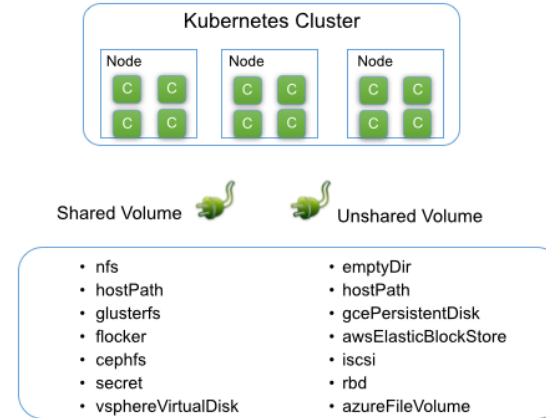 Kubernetes Cluster
Node Node Node
C C C C C C
C C C C C C
Shared Volume Unshared Volume
• nfs
• hostPath
• glusterfs
• flocker
• cephfs
• secret
• vsphereVirtualDisk
• emptyDir
• hostPath
• gcePersistentDisk
• awsElasticBlockStore
• iscsi
• rbd
• azureFileVolume